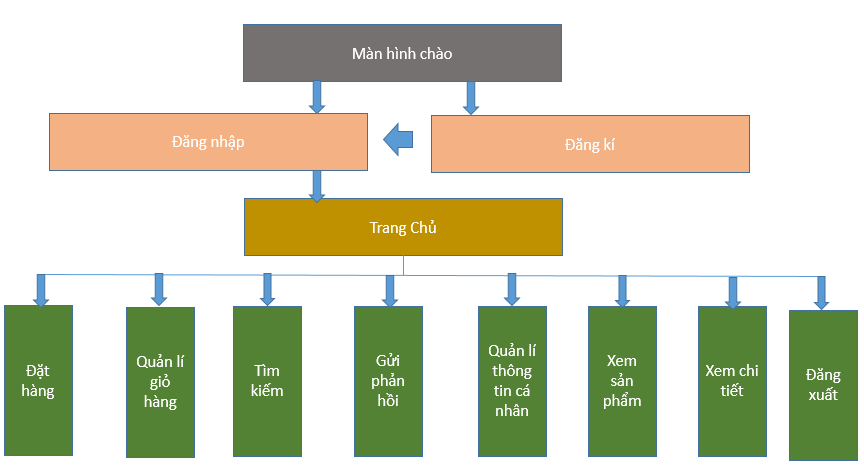 Màn hình chào
Đăng nhập
Đăng kí
Trang Chủ
Đặt
hàng
Quản lí
giỏ
hàng
Tìm
kiếm
Gửi
phản
hồi
Quản lí
thông
tin cá
nhân
Xem
sản
phẩm
Xem chi
tiết
Đăng
xuất